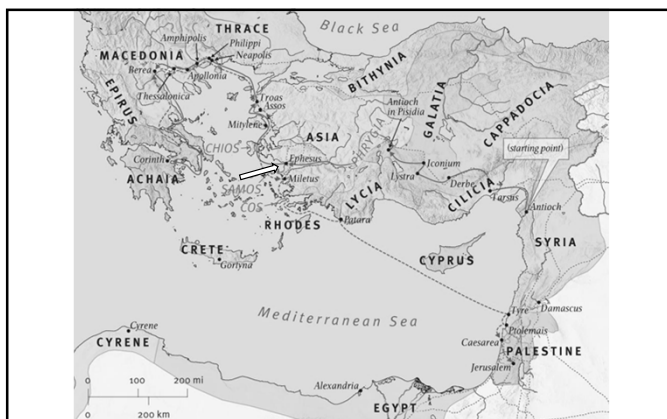 Black Sea
THRACE
Amphipolis
Philippi
MACEDONIA
Neapolis
Berea
Apollonia
BITHYNIA
EPIRUS
Thessalonica
Troas
Assos
Antioch
in Pisidia
GALATIA
CAPPADOCIA
Mitylene
ASIA
PHRYGIA
CHIOS
(starting point)
Corinth
Ephesus
Iconium
ACHAIA
SAMOS
Miletus
Lystra
Derbe
Tarsus
COS
LYCIA
CILICIA
Antioch
RHODES
Patara
SYRIA
CRETE
Gortyna
CYPRUS
Mediterranean Sea
Tyre
Damascus
Cyrene
Ptolemais
CYRENE
Caesarea
PALESTINE
Jerusalem
0 100 200 mi
Alexandria
EGYPT
0 200 km